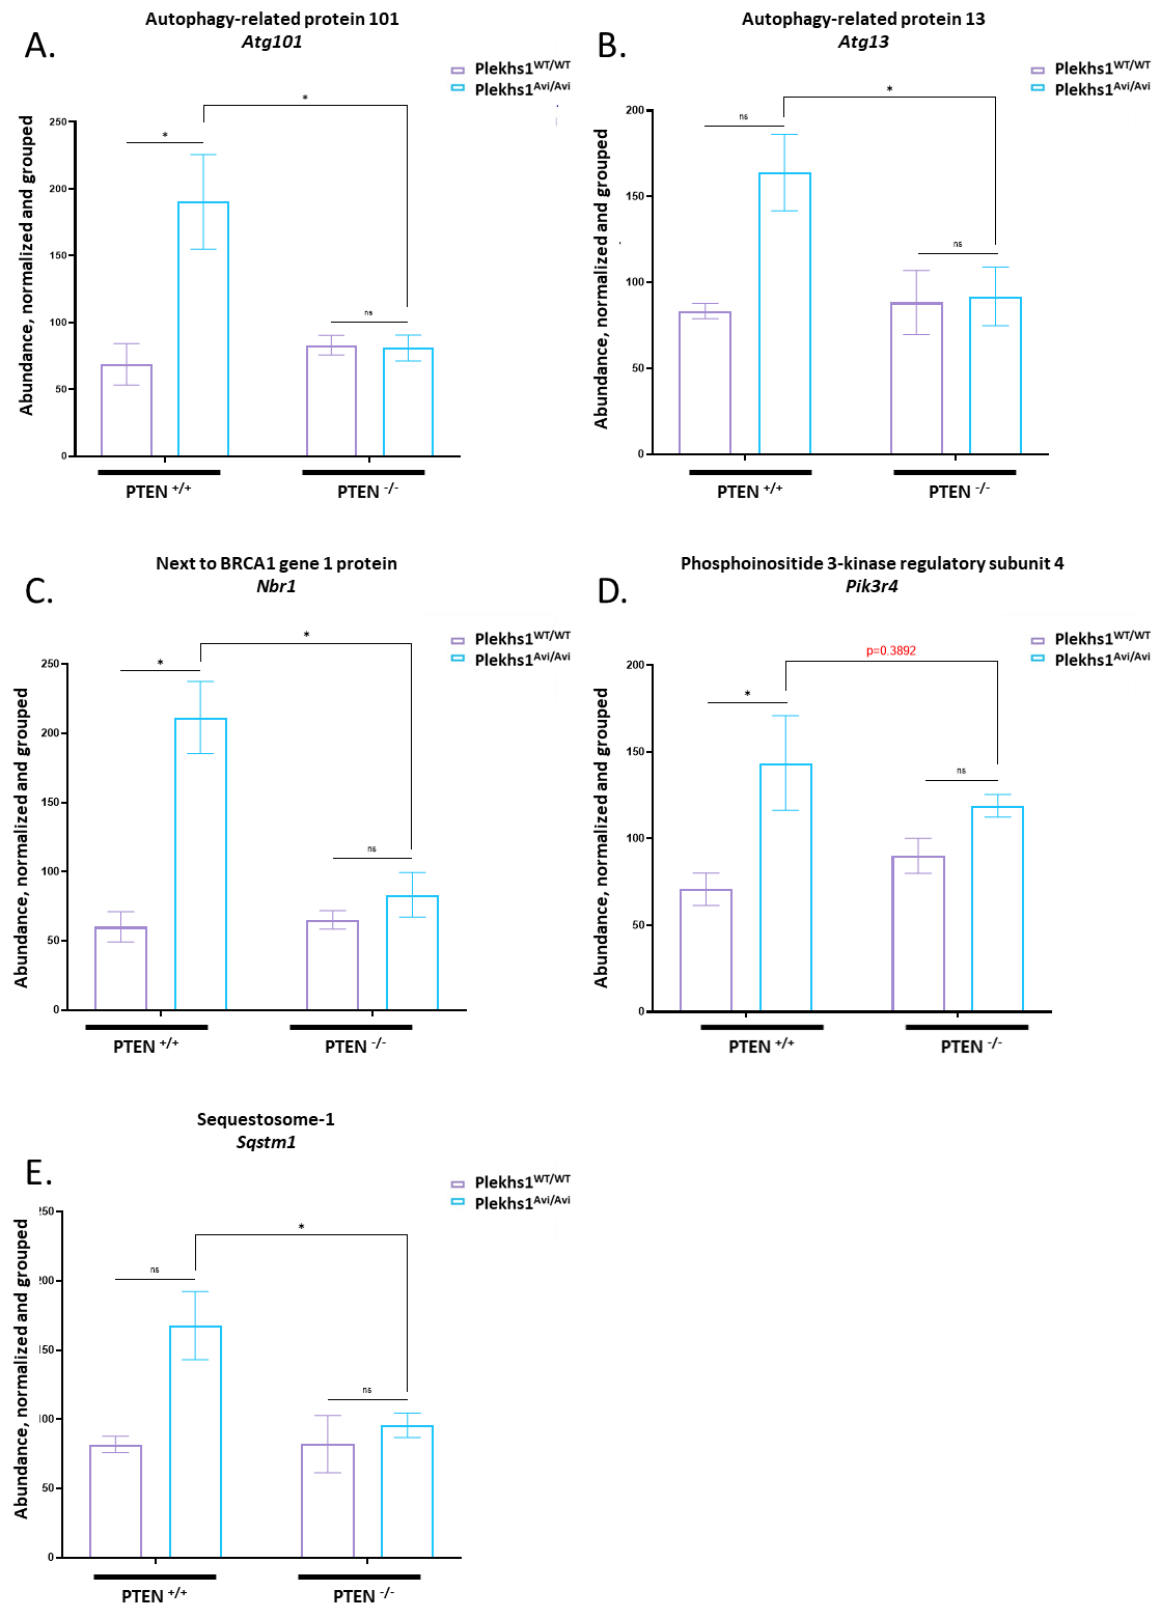 Autophagy-related protein 101
Atg101
A.
Plekhs1WT/WT
Plekhs1Avi/Avi
*
*
ns
Abundance, normalized and grouped
250
200
150
100
50
0
PTEN +/+
PTEN -/-
Autophagy-related protein 13
Atg13
B.
Plekhs1WT/WT
Plekhs1Avi/Avi
*
ns
ns
Abundance, normalized and grouped
200
150
100
50
0
PTEN +/+
PTEN -/-
Next to BRCA1 gene 1 protein
Nbr1
C.
Plekhs1WT/WT
Plekhs1Avi/Avi
*
*
ns
Abundance, normalized and grouped
250
200
150
100
50
0
PTEN +/+
PTEN -/-
Phosphoinositide 3-kinase regulatory subunit 4
Pik3r4
D.
Plekhs1WT/WT
Plekhs1Avi/Avi
p=0.3892
*
ns
Abundance, normalized and grouped
200
150
100
50
0
PTEN +/+
PTEN -/-
Sequestosome-1
Sqstm1
E.
Plekhs1WT/WT
Plekhs1Avi/Avi
*
ns
ns
Abundance, normalized and grouped
250
200
150
100
50
0
PTEN +/+
PTEN -/-